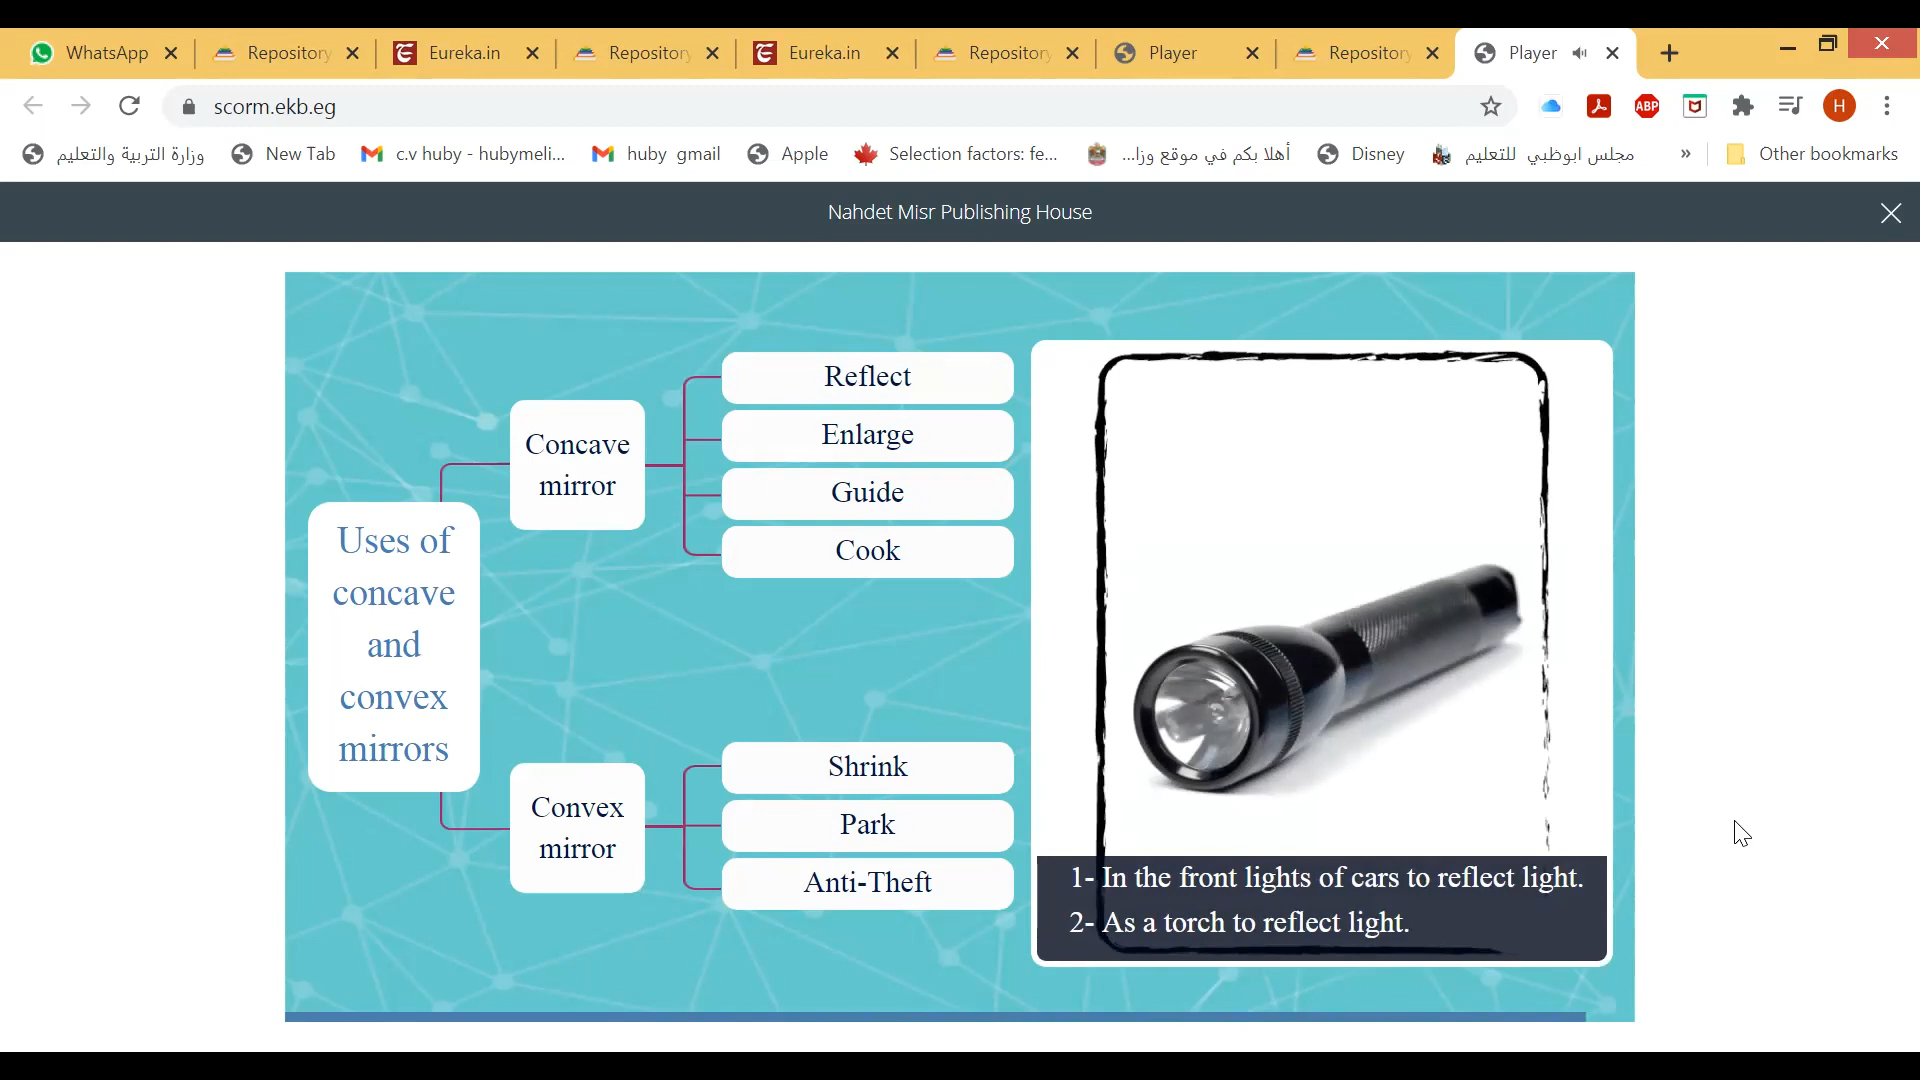 WhatsApp
Repository
Eureka.in
Repository
Eureka.in
Repository
Player
Repository
Player
scorm.ekb.eg
ABP
H
وزارة التربية والتعليم
New Tab
c.v huby - hubymeli...
huby gmail
Apple
Selection factors: fe...
أهلا بكم في موقع وزا...
Disney
مجلس ابوظبي للتعليم
»
Other bookmarks
Nahdet Misr Publishing House
Uses of
concave
and
convex
mirrors
Concave
mirror
Reflect
Enlarge
Guide
Cook
Convex
mirror
Shrink
Park
Anti-Theft
1- In the front lights of cars to reflect light.
2- As a torch to reflect light.